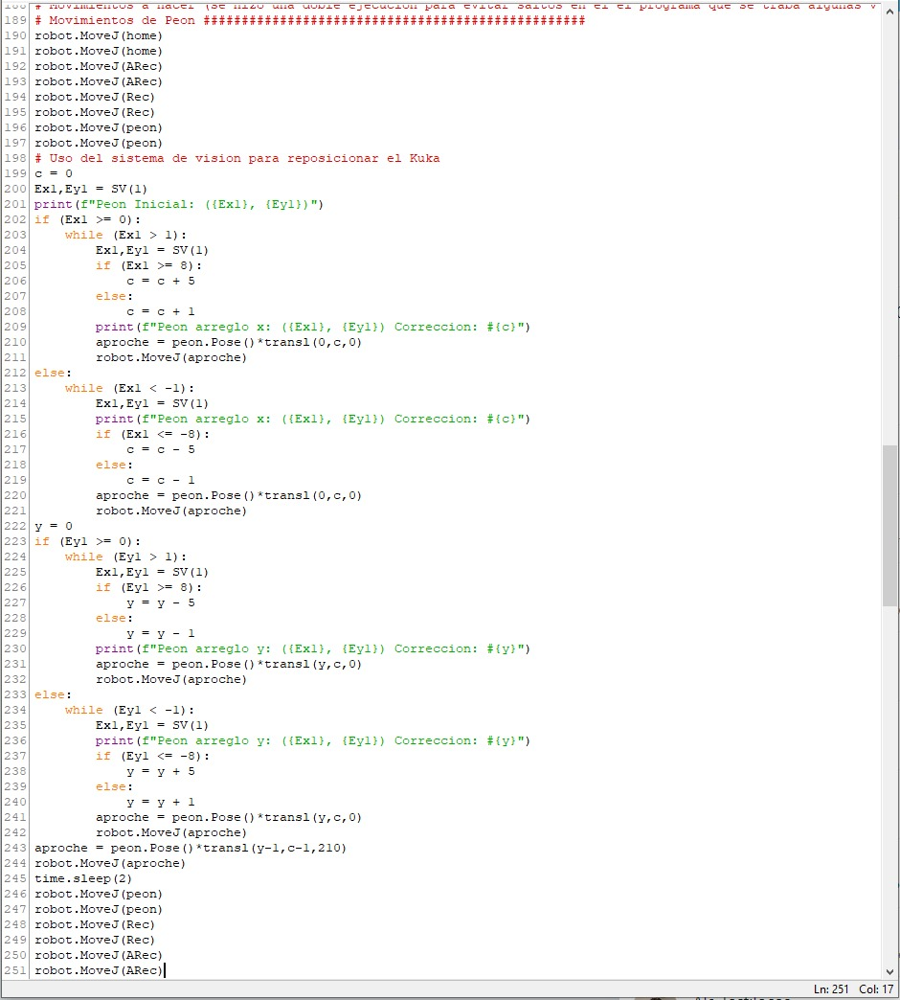 188 # Movimientos a hacer (se hizo una doble ejecucion para evitar saltos en el el programa que se traba algunas v
189 # Movimientos de Peon ##################################################
190 robot.MoveJ(home)
191 robot.MoveJ(home)
192 robot.MoveJ(ARec)
193 robot.MoveJ(ARec)
194 robot.MoveJ(Rec)
195 robot.MoveJ(Rec)
196 robot.MoveJ(peon)
197 robot.MoveJ(peon)
198 # Uso del sistema de vision para reposicionar el Kuka
199 c = 0
200 Ex1,Ey1 = SV(1)
201 print(f"Peon Inicial: ({Ex1}, {Ey1})")
202 if (Ex1 >= 0):
203     while (Ex1 > 1):
204         Ex1,Ey1 = SV(1)
205         if (Ex1 >= 8):
206             c = c + 5
207         else:
208             c = c + 1
209         print(f"Peon arreglo x: ({Ex1}, {Ey1}) Correccion: #{c}")
210         aproche = peon.Pose()*transl(0,c,0)
211         robot.MoveJ(aproche)
212 else:
213     while (Ex1 < -1):
214         Ex1,Ey1 = SV(1)
215         print(f"Peon arreglo x: ({Ex1}, {Ey1}) Correccion: #{c}")
216         if (Ex1 <= -8):
217             c = c - 5
218         else:
219             c = c - 1
220         aproche = peon.Pose()*transl(0,c,0)
221         robot.MoveJ(aproche)
222 y = 0
223 if (Ey1 >= 0):
224     while (Ey1 > 1):
225         Ex1,Ey1 = SV(1)
226         if (Ey1 >= 8):
227             y = y - 5
228         else:
229             y = y - 1
230         print(f"Peon arreglo y: ({Ex1}, {Ey1}) Correccion: #{y}")
231         aproche = peon.Pose()*transl(y,c,0)
232         robot.MoveJ(aproche)
233 else:
234     while (Ey1 < -1):
235         Ex1,Ey1 = SV(1)
236         print(f"Peon arreglo y: ({Ex1}, {Ey1}) Correccion: #{y}")
237         if (Ey1 <= -8):
238             y = y + 5
239         else:
240             y = y + 1
241         aproche = peon.Pose()*transl(y,c,0)
242         robot.MoveJ(aproche)
243 aproche = peon.Pose()*transl(y-1,c-1,210)
244 robot.MoveJ(aproche)
245 time.sleep(2)
246 robot.MoveJ(peon)
247 robot.MoveJ(peon)
248 robot.MoveJ(Rec)
249 robot.MoveJ(Rec)
250 robot.MoveJ(ARec)
251 robot.MoveJ(ARec)
Ln: 251 Col: 17